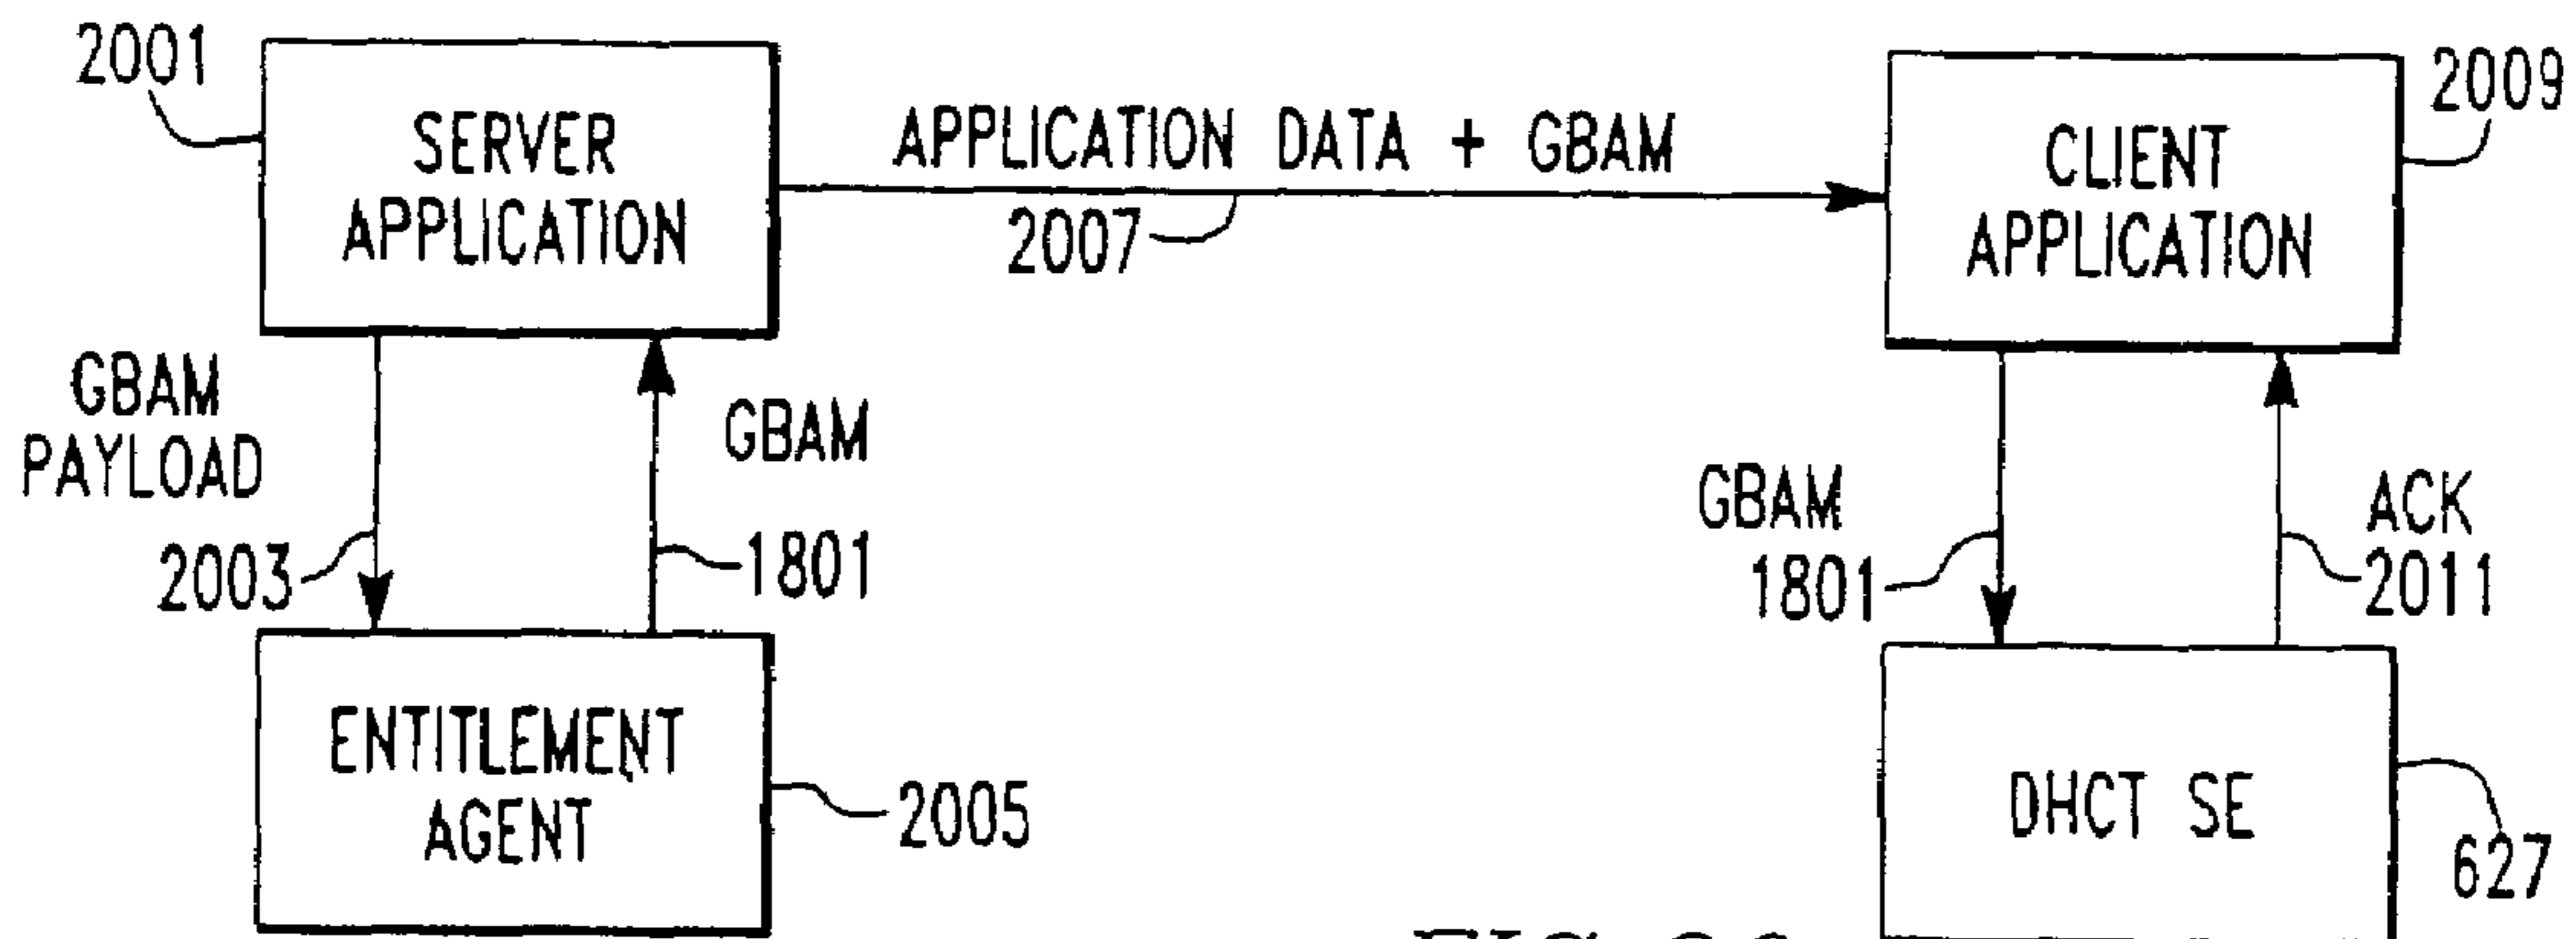 2001
SERVER
APPLICATION
APPLICATION DATA + GBAM
2007
CLIENT
APPLICATION
2009
GBAM
PAYLOAD
2003
GBAM
1801
GBAM
1801
ACK
2011
ENTITLEMENT
AGENT
2005
DHCT SE
627